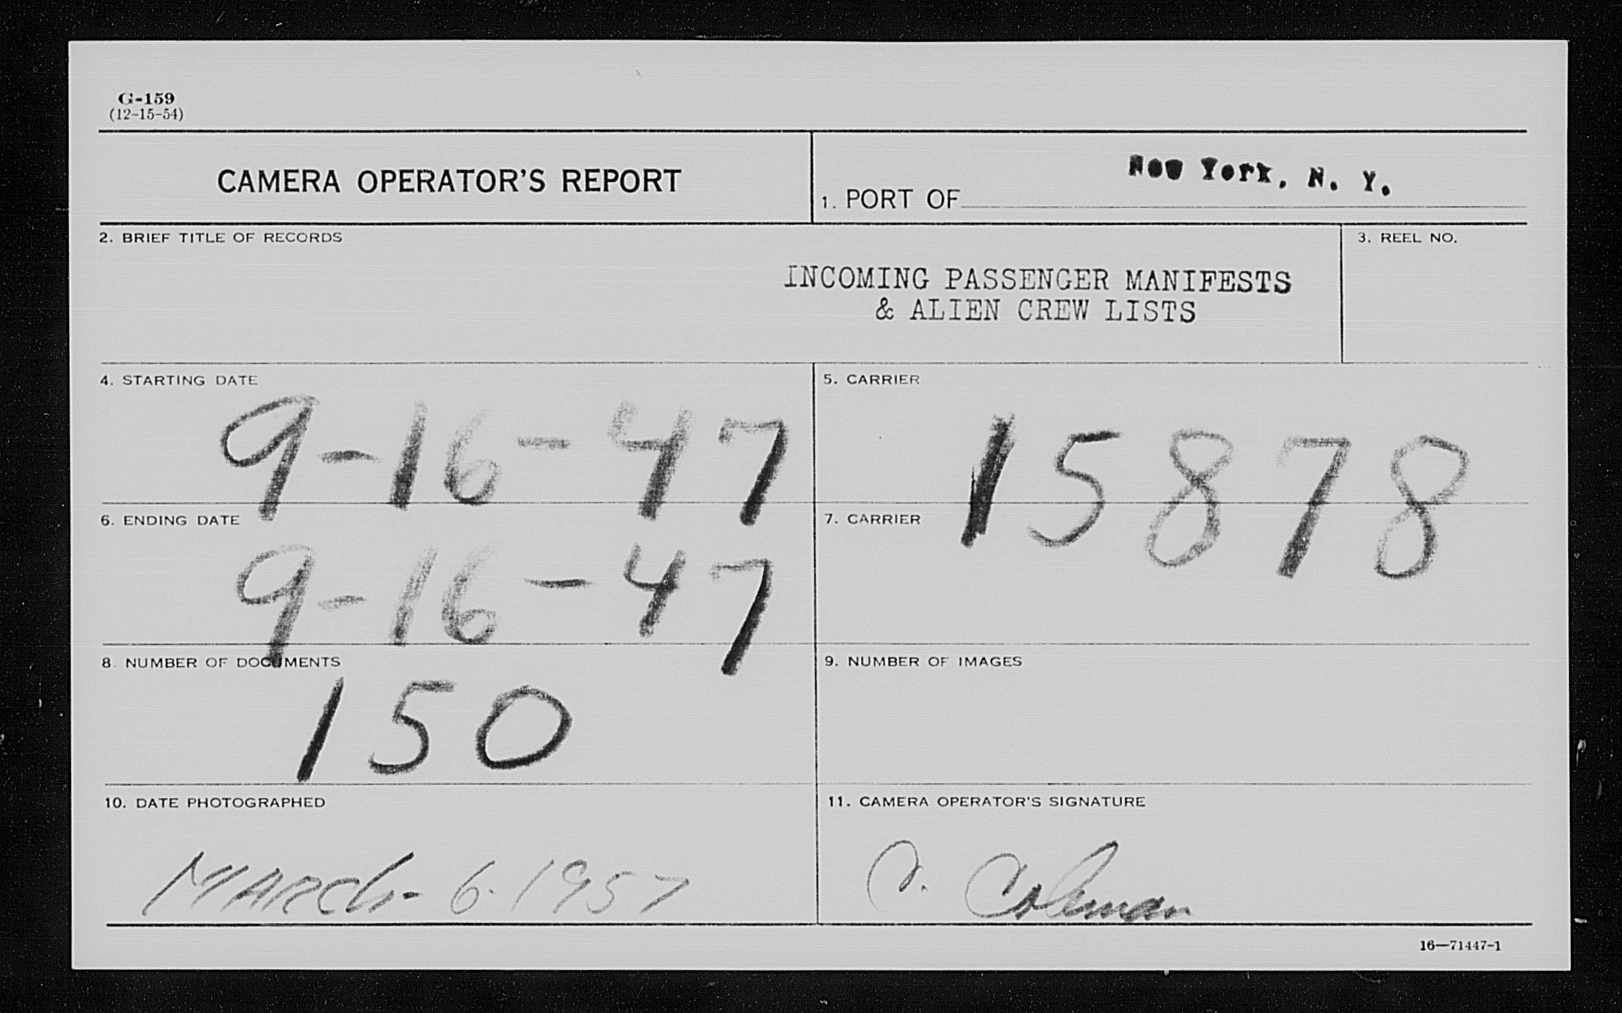 G-159
(12-15-54)
CAMERA OPERATOR'S REPORT
1. PORT OF New York, N. Y.
2. BRIEF TITLE OF RECORDS
INCOMING PASSENGER MANIFESTS
& ALIEN CREW LISTS
3. REEL NO.
4. STARTING DATE
9-16-47
5. CARRIER
15878
6. ENDING DATE
9-16-47
7. CARRIER
8. NUMBER OF DOCUMENTS
150
9. NUMBER OF IMAGES
10. DATE PHOTOGRAPHED
MARCh-6-1957
11. CAMERA OPERATOR'S SIGNATURE
Coleman
16—71447-1